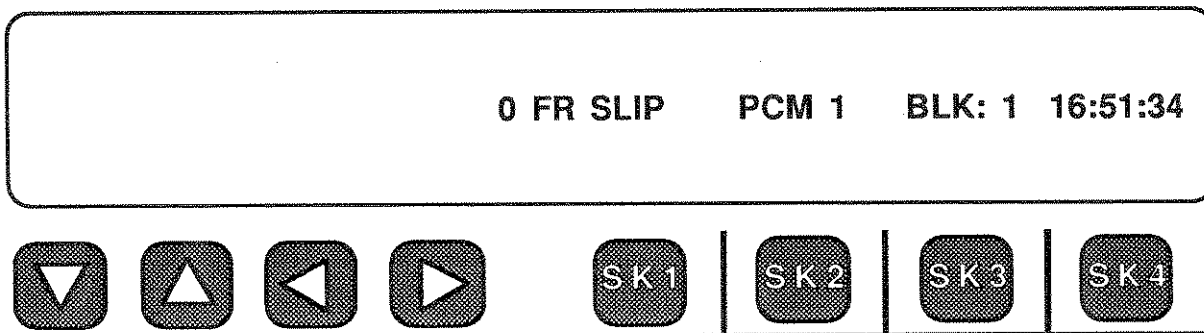 0 FR SLIP PCM 1 BLK: 1 16:51:34
SK1 SK2 SK3 SK4